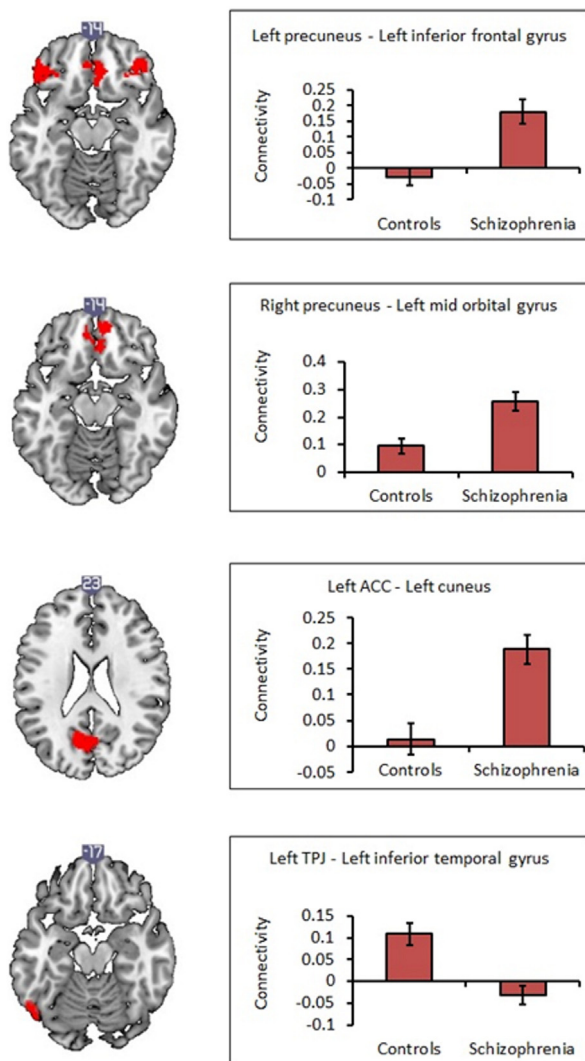 -14
Left precuneus - Left inferior frontal gyrus
Connectivity
0.25
0.2
0.15
0.1
0.05
0
-0.05
-0.1
Controls Schizophrenia
-14
Right precuneus - Left mid orbital gyrus
Connectivity
0.4
0.3
0.2
0.1
0
Controls Schizophrenia
23
Left ACC - Left cuneus
Connectivity
0.25
0.2
0.15
0.1
0.05
0
-0.05
Controls Schizophrenia
-17
Left TPJ - Left inferior temporal gyrus
Connectivity
0.15
0.1
0.05
0
-0.05
-0.1
Controls Schizophrenia